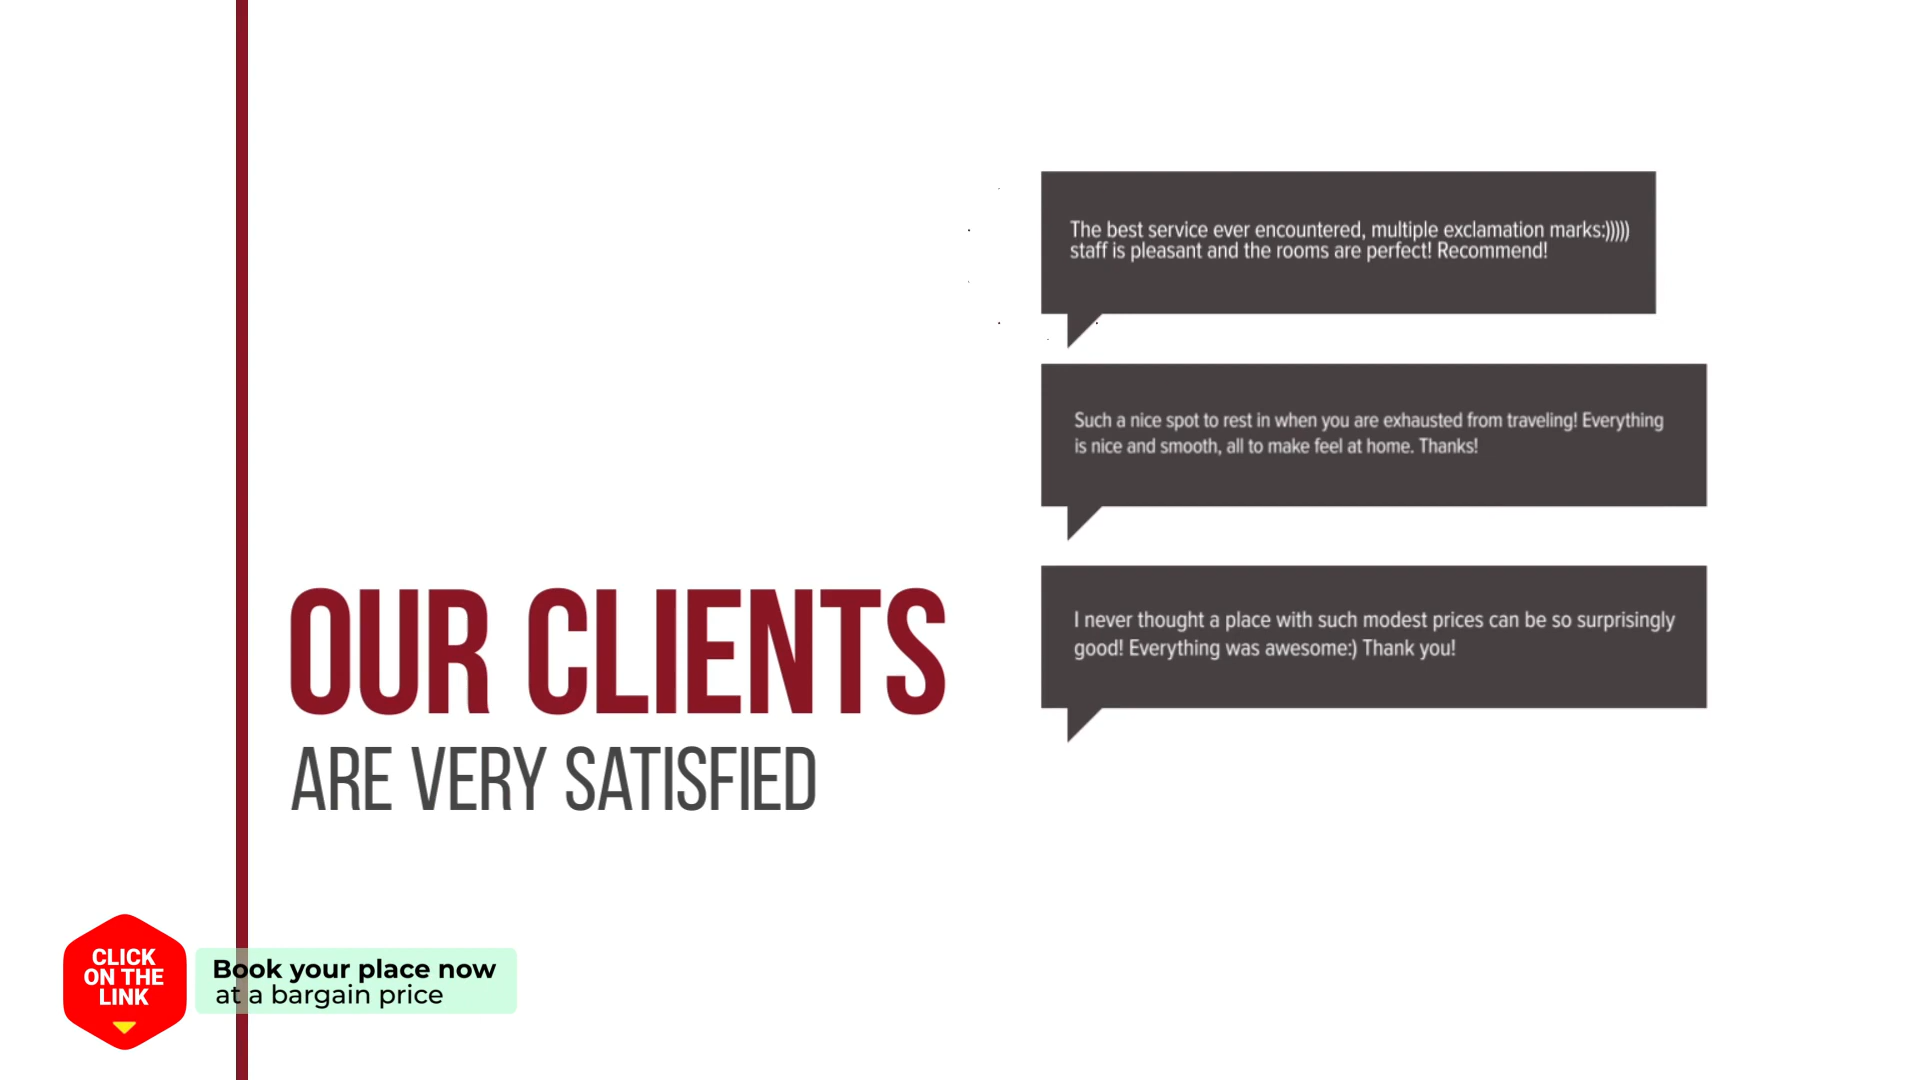 The best service ever encountered, multiple exclamation marks:)))))
staff is pleasant and the rooms are perfect! Recommend!
Such a nice spot to rest in when you are exhausted from traveling! Everything
is nice and smooth, all to make feel at home. Thanks!
I never thought a place with such modest prices can be so surprisingly
good! Everything was awesome:) Thank you!
OUR CLIENTS
ARE VERY SATISFIED
CLICK
ON THE
LINK
Book your place now
at a bargain price